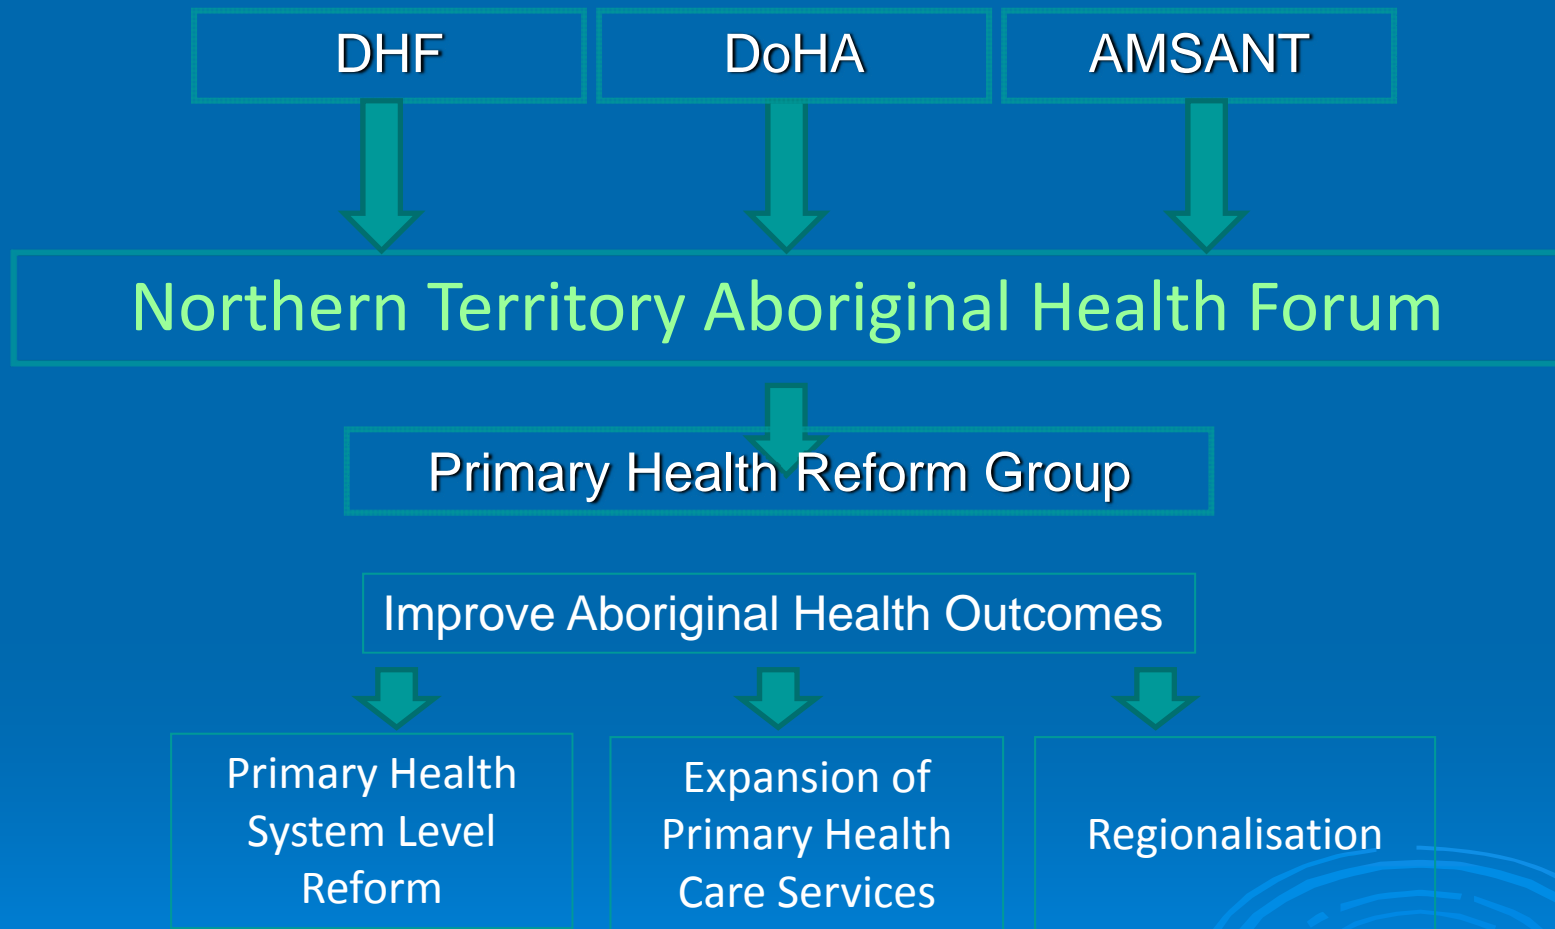 DHF
DoHA
AMSANT
Northern Territory Aboriginal Health Forum
Primary Health Reform Group
Improve Aboriginal Health Outcomes
Primary Health
System Level
Reform
Expansion of
Primary Health
Care Services
Regionalisation